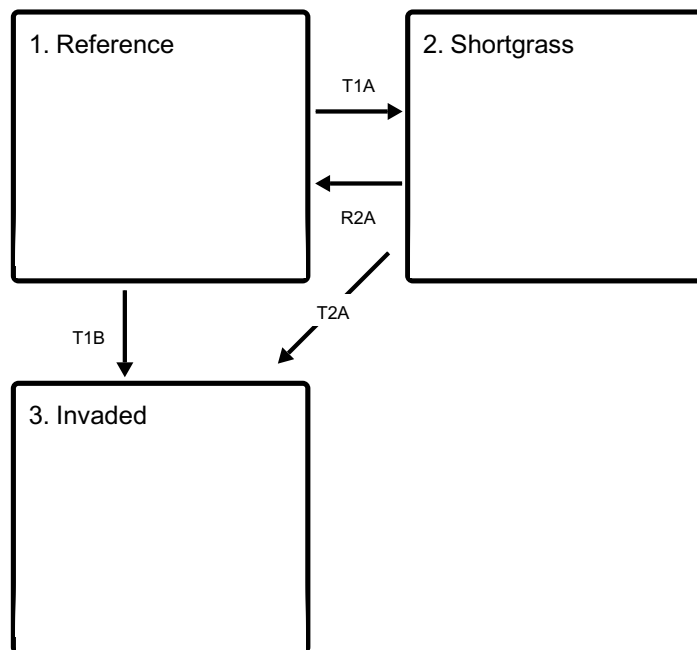 1. Reference
2. Shortgrass
T1A
R2A
T2A
T1B
3. Invaded